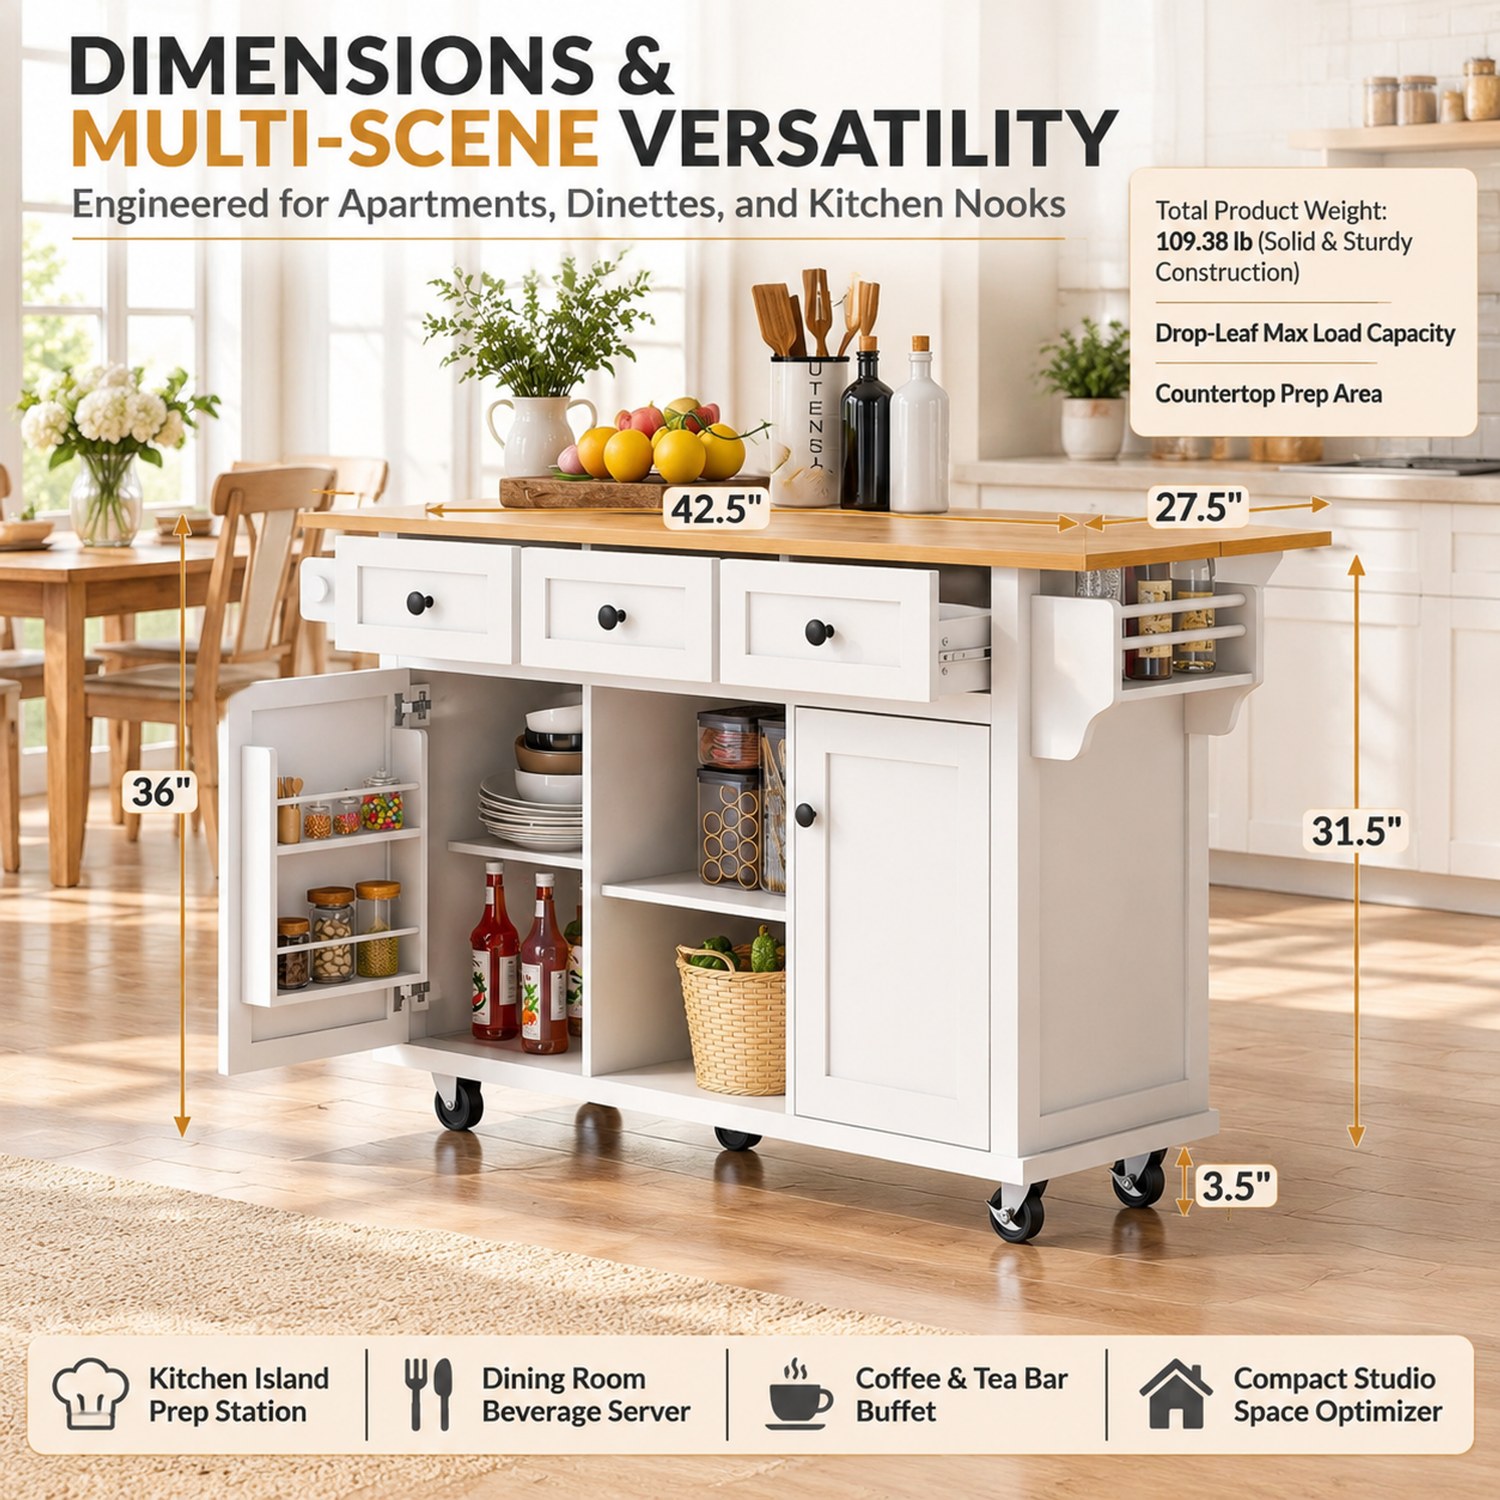 DIMENSIONS &
MULTI-SCENE VERSATILITY
Engineered for Apartments, Dinettes, and Kitchen Nooks
Total Product Weight:
109.38 lb (Solid & Sturdy
Construction)
Drop-Leaf Max Load Capacity
Countertop Prep Area
UTENS
42.5"
27.5"
36"
31.5"
3.5"
Kitchen Island
Prep Station
Dining Room
Beverage Server
Coffee & Tea Bar
Buffet
Compact Studio
Space Optimizer